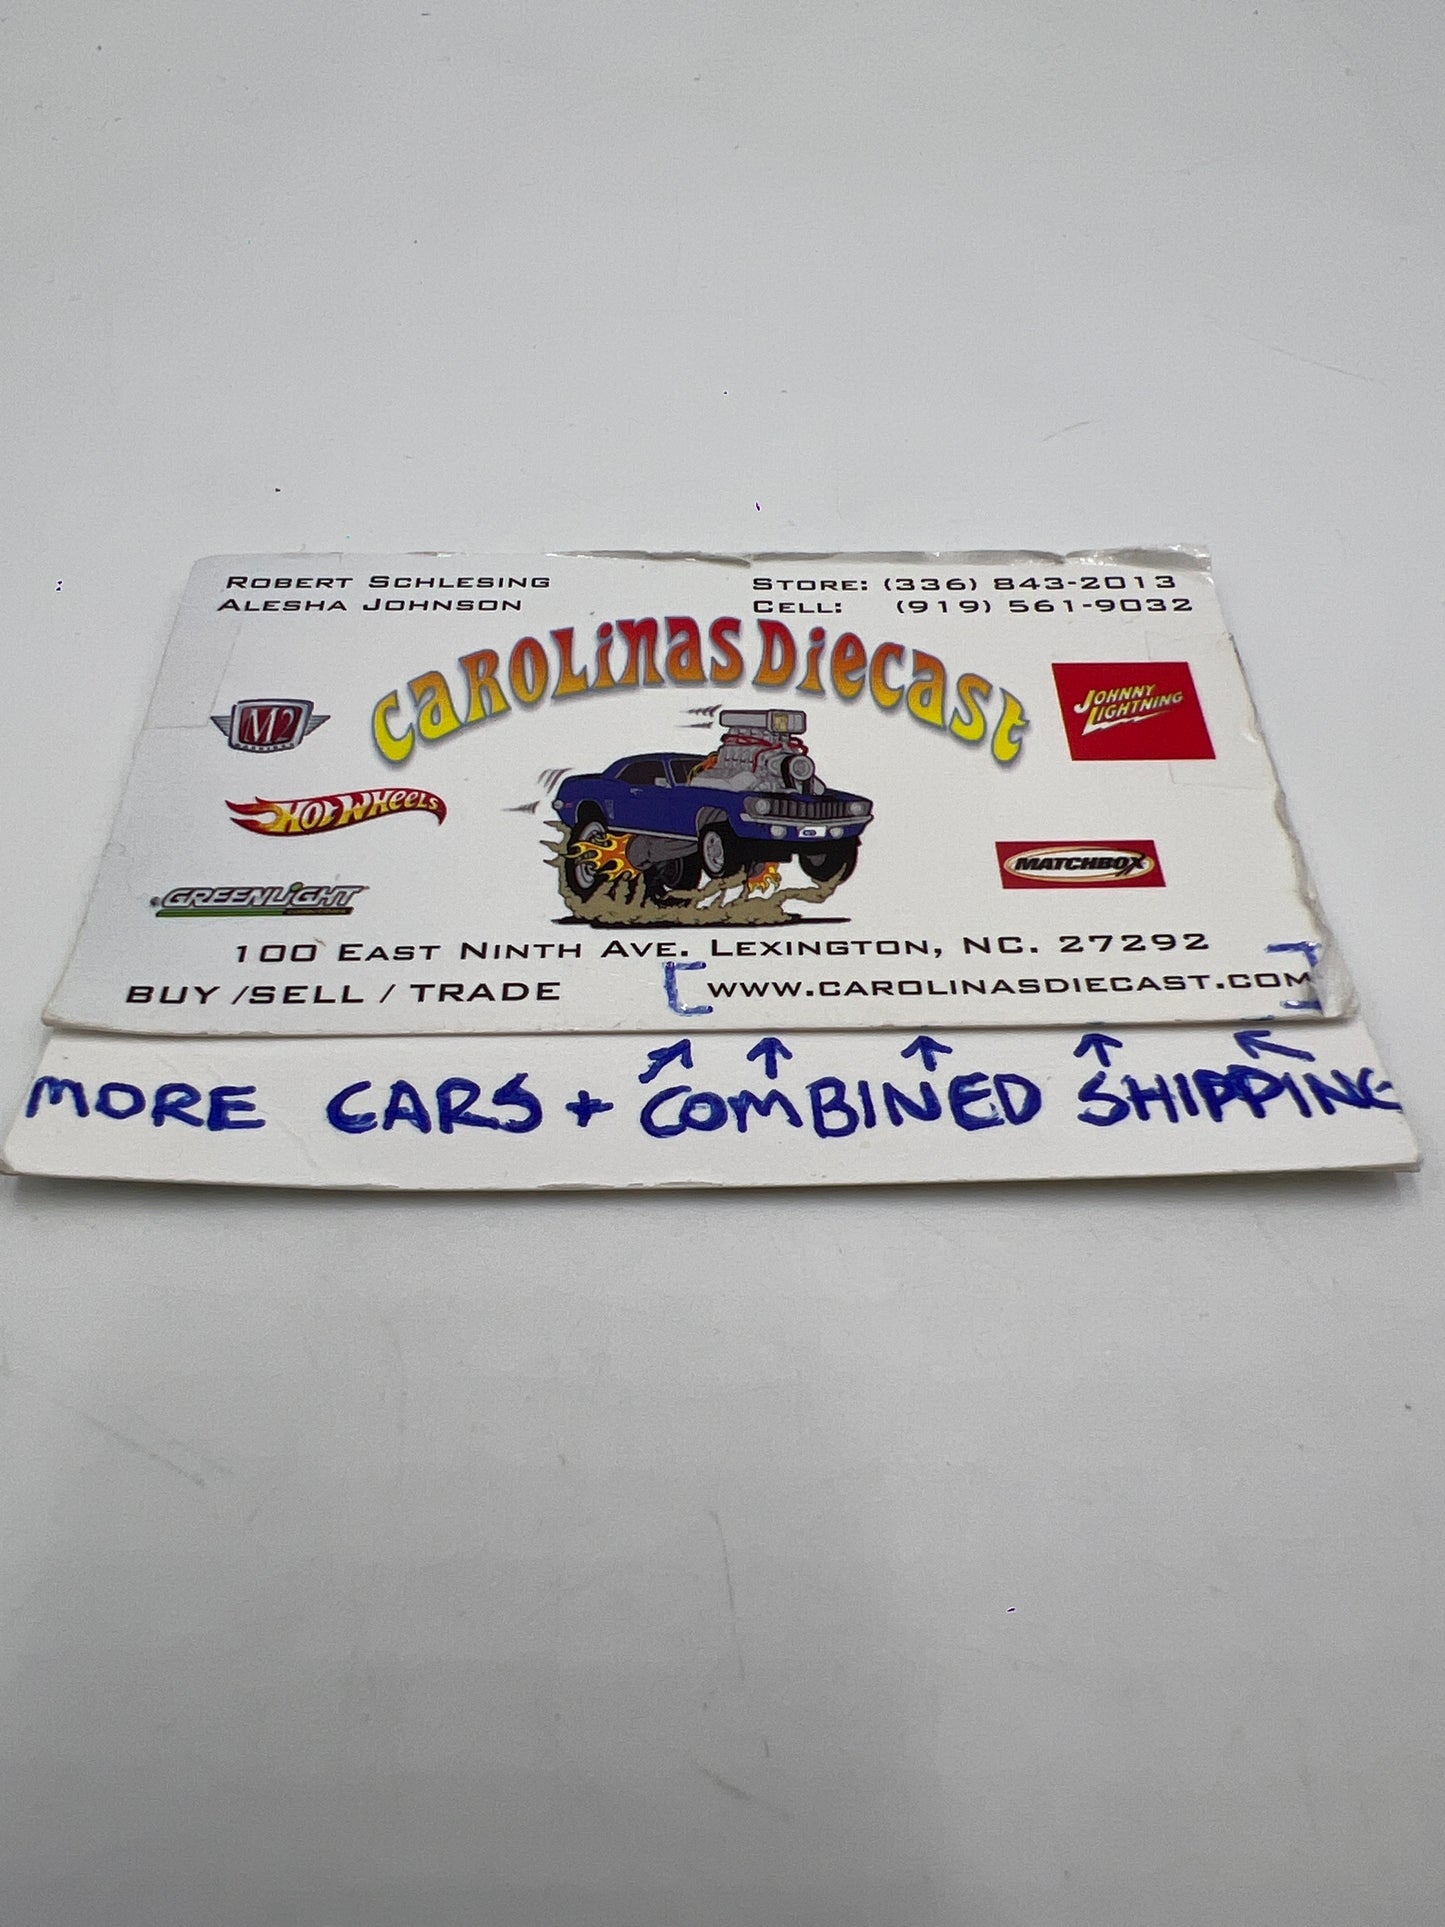 ROBERT SCHLESING
ALESHA JOHNSON
STORE: (336) 843-2013
CELL: (919) 561-9032
CAROLINAS DIECAST
M2
JOHNNY
LIGHTNING
HOT WHEELS
MATCHBOX
GREENLIGHT
100 EAST NINTH AVE. LEXINGTON, NC. 27292
BUY /SELL / TRADE
[WWW.CAROLINASDIECAST.COM]
MORE CARS + COMBINED SHIPPING